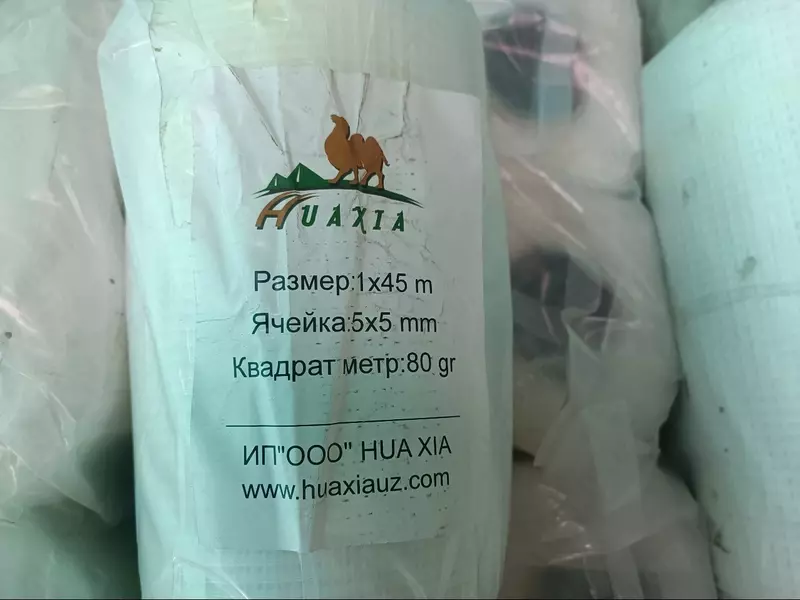 HUAXIA
Размер:1x45 m
Ячейка:5x5 mm
Квадрат метр:80 gr
ИП"ООО" HUA XIA
www.huaxiauz.com